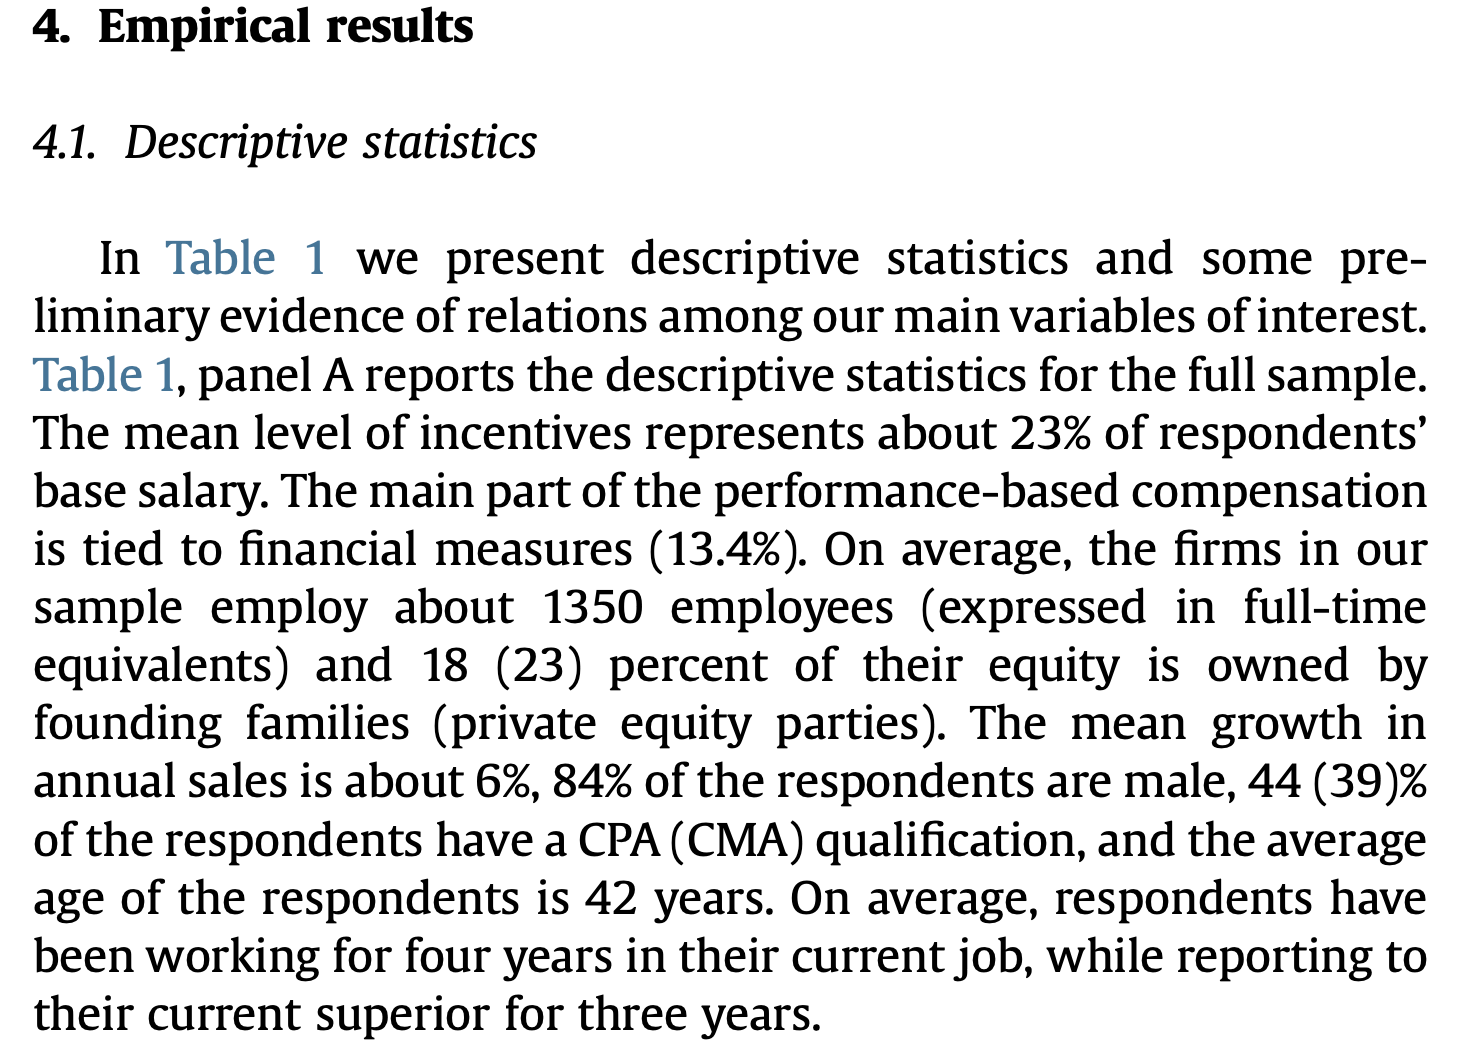 4. Empirical results
4.1. Descriptive statistics
In Table 1 we present descriptive statistics and some pre-
liminary evidence of relations among our main variables of interest.
Table 1, panel A reports the descriptive statistics for the full sample.
The mean level of incentives represents about 23% of respondents’
base salary. The main part of the performance-based compensation
is tied to financial measures (13.4%). On average, the firms in our
sample employ about 1350 employees (expressed in full-time
equivalents) and 18 (23) percent of their equity is owned by
founding families (private equity parties). The mean growth in
annual sales is about 6%, 84% of the respondents are male, 44 (39)%
of the respondents have a CPA (CMA) qualification, and the average
age of the respondents is 42 years. On average, respondents have
been working for four years in their current job, while reporting to
their current superior for three years.